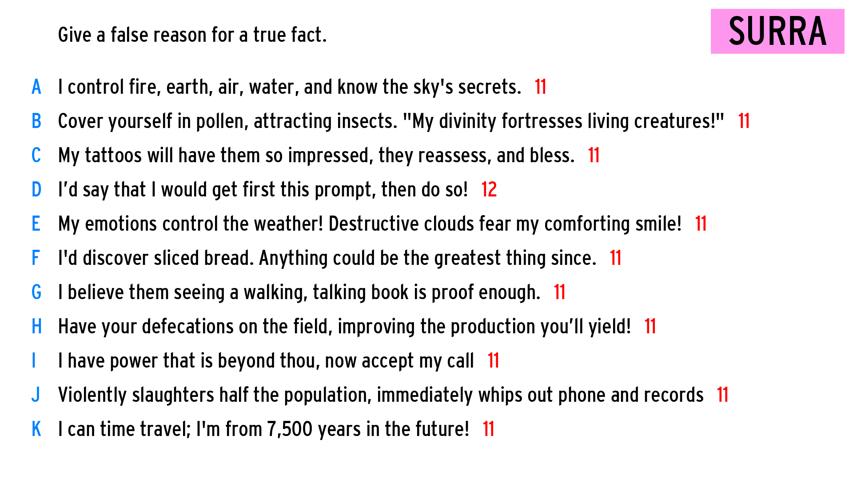 Give a false reason for a true fact.
SURRA
A I control fire, earth, air, water, and know the sky's secrets. 11
B Cover yourself in pollen, attracting insects. "My divinity fortresses living creatures!" 11
C My tattoos will have them so impressed, they reassess, and bless. 11
D I'd say that I would get first this prompt, then do so! 12
E My emotions control the weather! Destructive clouds fear my comforting smile! 11
F I'd discover sliced bread. Anything could be the greatest thing since. 11
G I believe them seeing a walking, talking book is proof enough. 11
H Have your defecations on the field, improving the production you'll yield! 11
I I have power that is beyond thou, now accept my call 11
J Violently slaughters half the population, immediately whips out phone and records 11
K I can time travel; I'm from 7,500 years in the future! 11